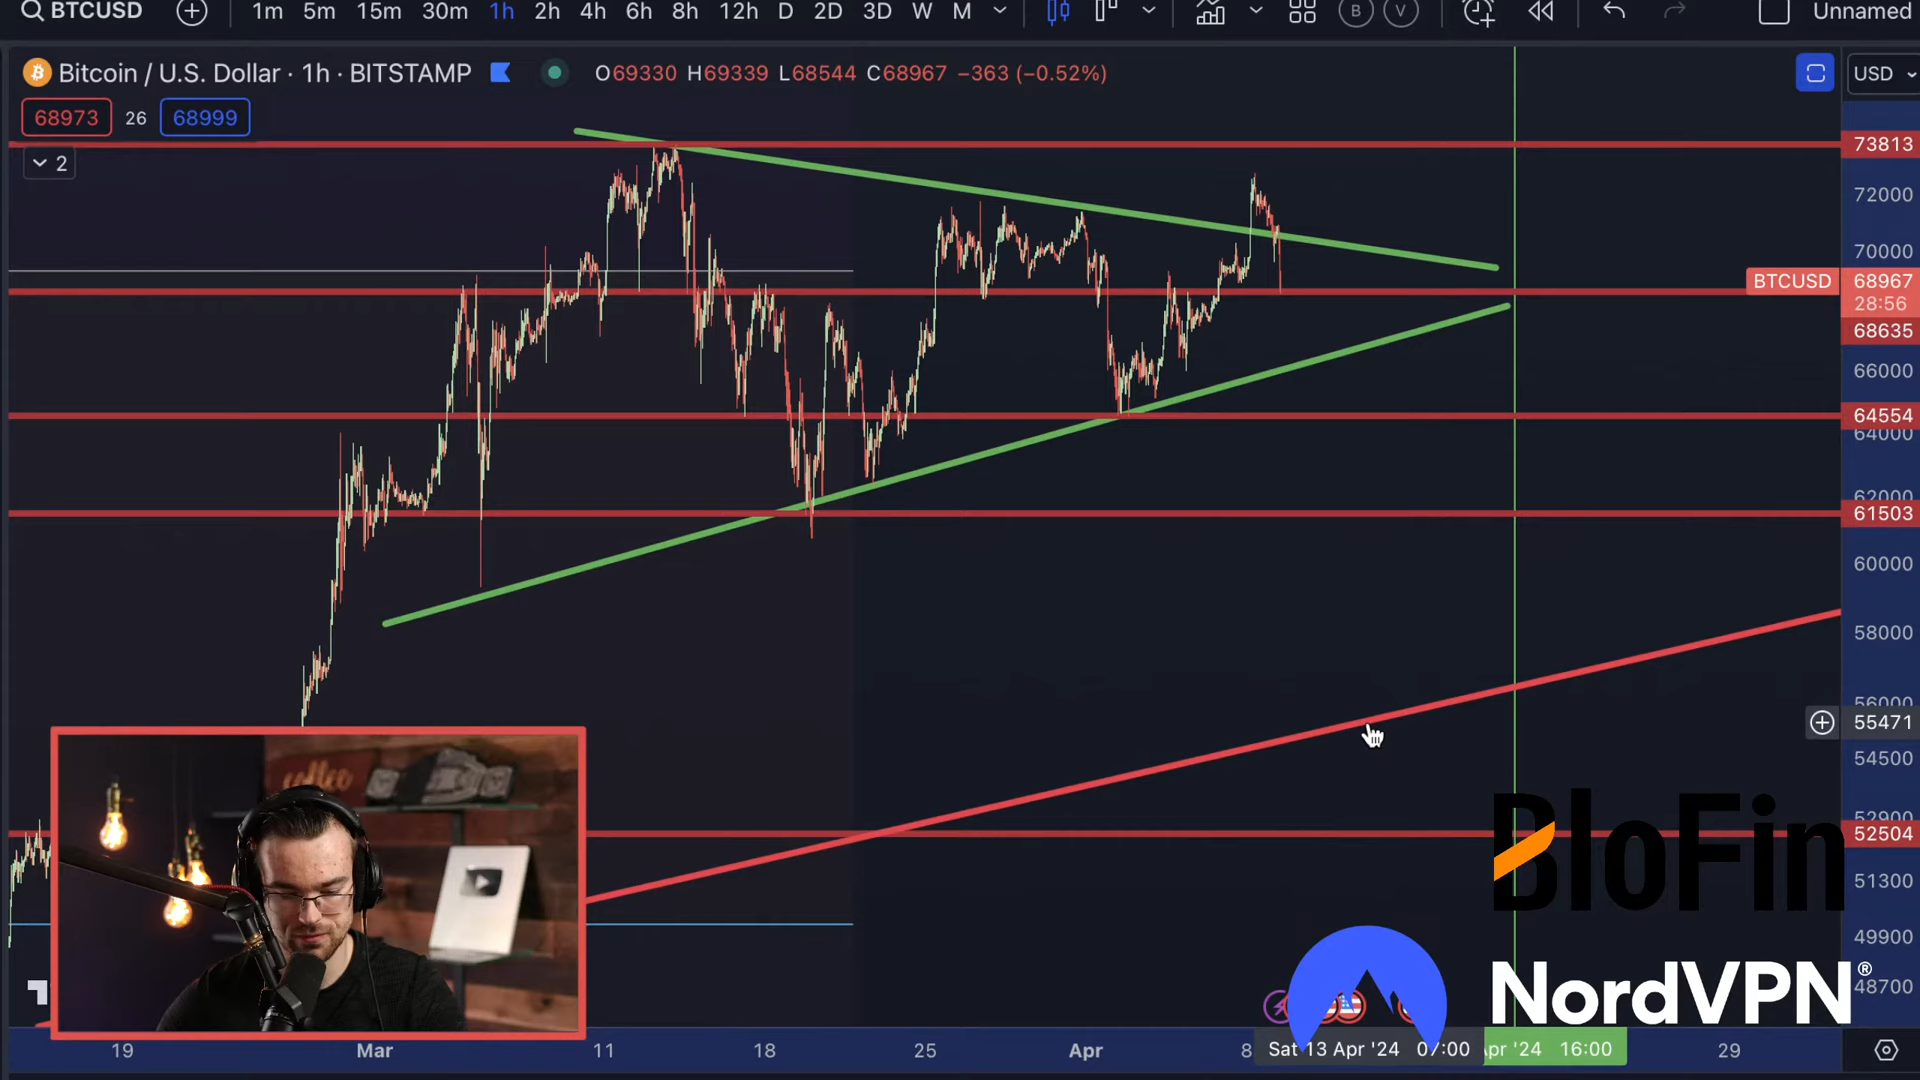 BTCUSD 1m 5m 15m 30m 1h 2h 4h 6h 8h 12h D 2D 3D W M B V Unnamed
Bitcoin / U.S. Dollar · 1h · BITSTAMP O69330 H69339 L68544 C68967 −363 (−0.52%) USD
68973 26 68999
2
73813
72000
70000
BTCUSD 68967
28:56
68635
66000
64554
64000
62000
61503
60000
58000
56000
55471
54500
52900
52504
51300
49900
48700
coffee
BloFin
NordVPN®
19 Mar 11 18 25 Apr 8 Sat 13 Apr '24 07:00 Apr '24 16:00 29